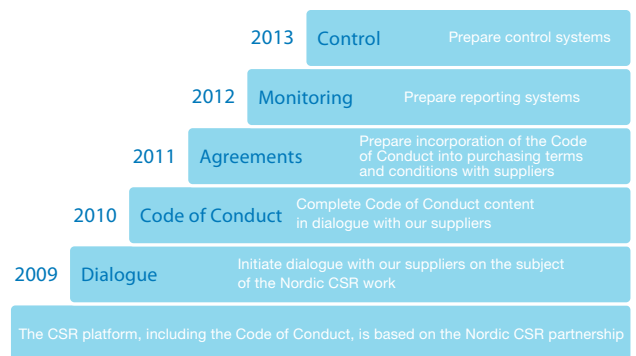 2013 Control Prepare control systems
2012 Monitoring Prepare reporting systems
2011 Agreements Prepare incorporation of the Code
of Conduct into purchasing terms
and conditions with suppliers
2010 Code of Conduct Complete Code of Conduct content
in dialogue with our suppliers
2009 Dialogue Initiate dialogue with our suppliers on the subject
of the Nordic CSR work
The CSR platform, including the Code of Conduct, is based on the Nordic CSR partnership